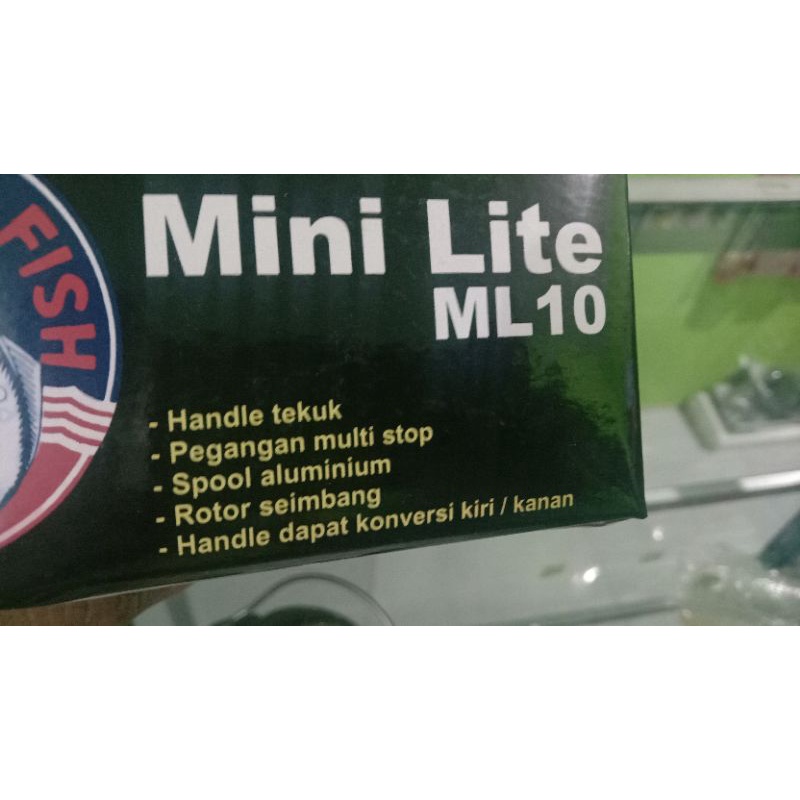 FISH
Mini Lite
ML10
- Handle tekuk
- Pegangan multi stop
- Spool aluminium
- Rotor seimbang
- Handle dapat konversi kiri / kanan